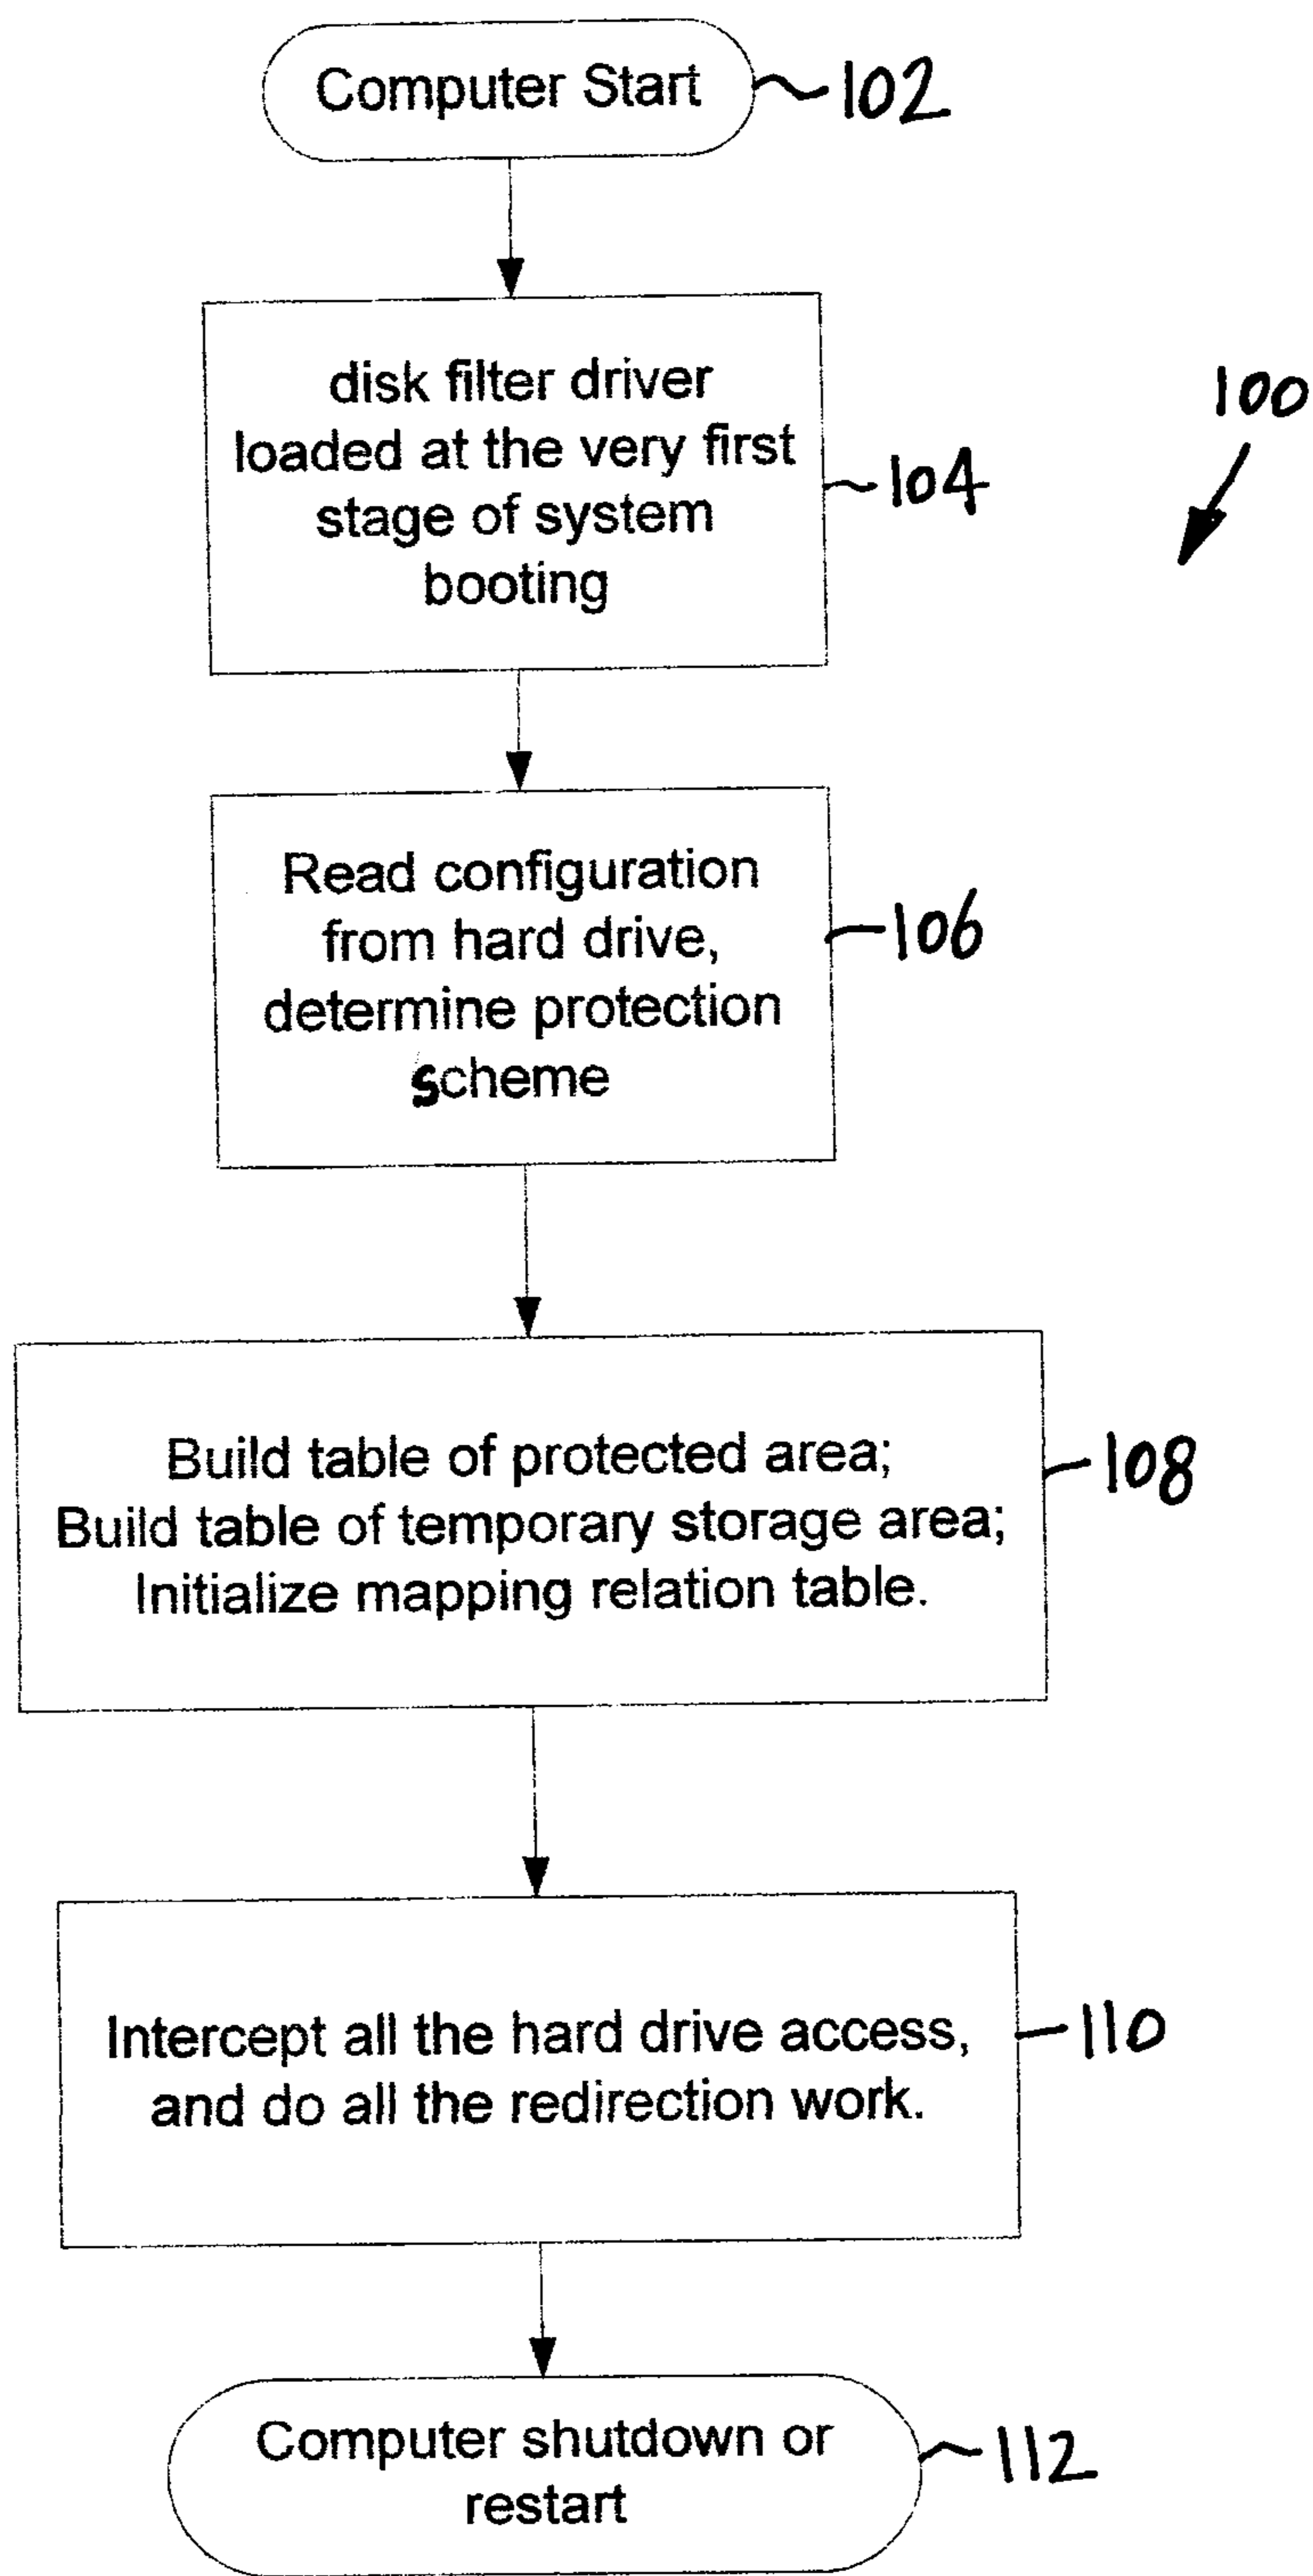 Computer Start
102
disk filter driver
loaded at the very first
stage of system
booting
104
100
Read configuration
from hard drive,
determine protection
scheme
106
Build table of protected area;
Build table of temporary storage area;
Initialize mapping relation table.
108
Intercept all the hard drive access,
and do all the redirection work.
110
Computer shutdown or
restart
112